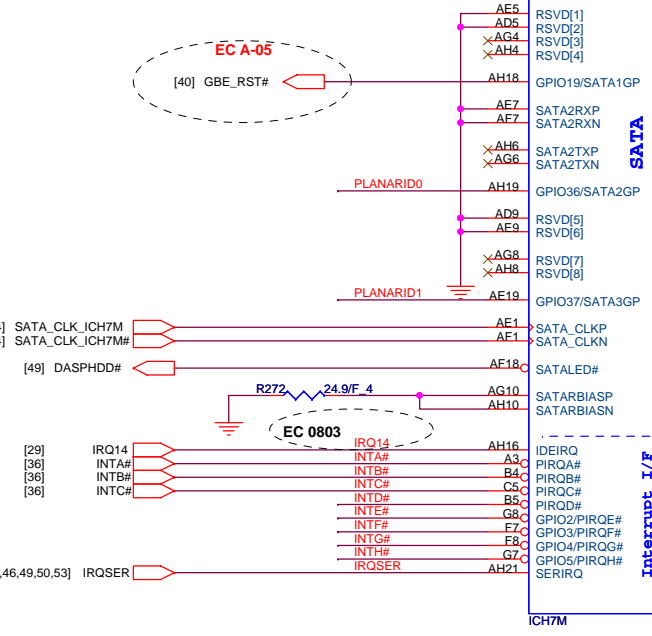 AE5 RSVD[1]
AD5 RSVD[2]
AG4 RSVD[3]
AH4 RSVD[4]
EC A-05
[40] GBE_RST# AH18 GPIO19/SATA1GP
AE7 SATA2RXP
AF7 SATA2RXN
AH6 SATA2TXP
AG6 SATA2TXN
SATA
PLANARID0 AH19 GPIO36/SATA2GP
AD9 RSVD[5]
AE9 RSVD[6]
AG8 RSVD[7]
AH8 RSVD[8]
PLANARID1 AE19 GPIO37/SATA3GP
] SATA_CLK_ICH7M AE1 SATA_CLKP
] SATA_CLK_ICH7M# AF1 SATA_CLKN
[49] DASPHDD# AF18 SATALED#
R272 24.9/F_4 AG10 SATARBIASP
AH10 SATARBIASN
EC 0803
[29] IRQ14 IRQ14 AH16 IDEIRQ
[36] INTA# INTA# A3 PIRQA#
[36] INTB# INTB# B4 PIRQB#
[36] INTC# INTC# C5 PIRQC#
INTD# B5 PIRQD#
INTE# G8 GPIO2/PIRQE#
INTF# F7 GPIO3/PIRQF#
INTG# F8 GPIO4/PIRQG#
INTH# G7 GPIO5/PIRQH#
,46,49,50,53] IRQSER IRQSER AH21 SERIRQ
Interrupt I/F
ICH7M